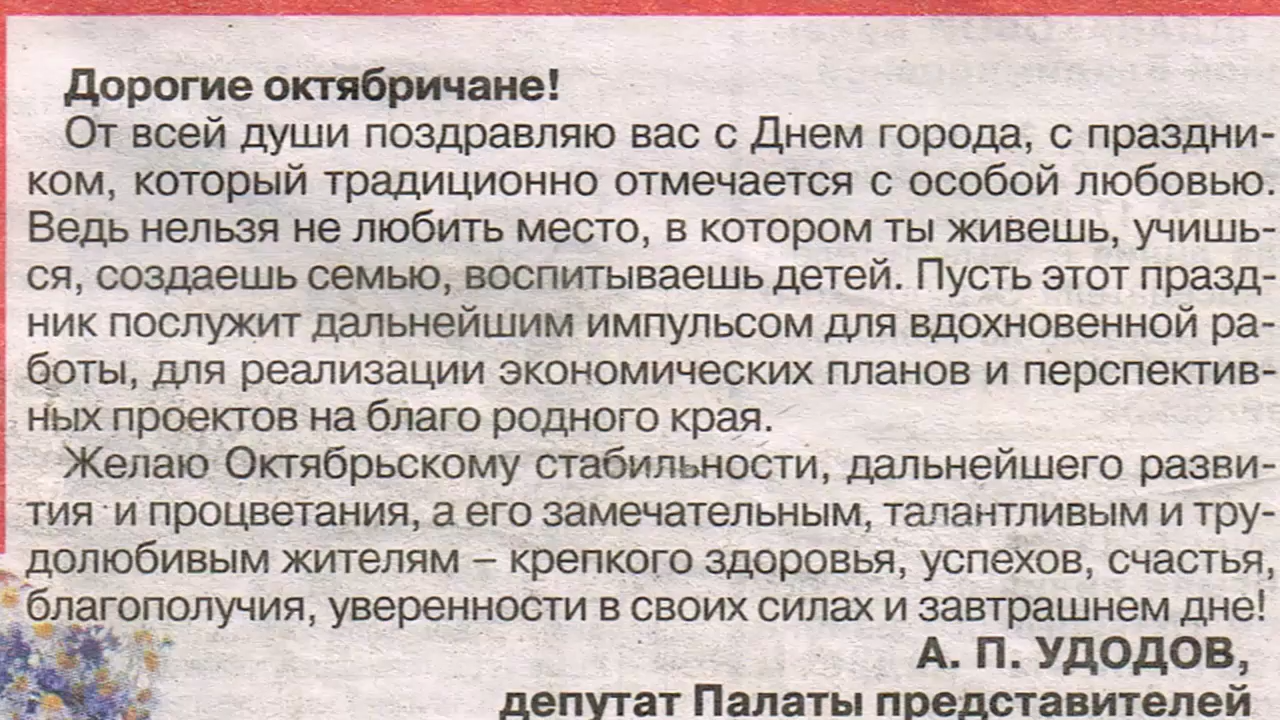 Дорогие октябричане!
От всей души поздравляю вас с Днем города, с праздни-
ком, который традиционно отмечается с особой любовью.
Ведь нельзя не любить место, в котором ты живешь, учишь-
ся, создаешь семью, воспитываешь детей. Пусть этот празд-
ник послужит дальнейшим импульсом для вдохновенной ра-
боты, для реализации экономических планов и перспектив-
ных проектов на благо родного края.
Желаю Октябрьскому стабильности, дальнейшего разви-
тия и процветания, а его замечательным, талантливым и тру-
долюбивым жителям – крепкого здоровья, успехов, счастья,
благополучия, уверенности в своих силах и завтрашнем дне!
А. П. УДОДОВ,
депутат Палаты представителей